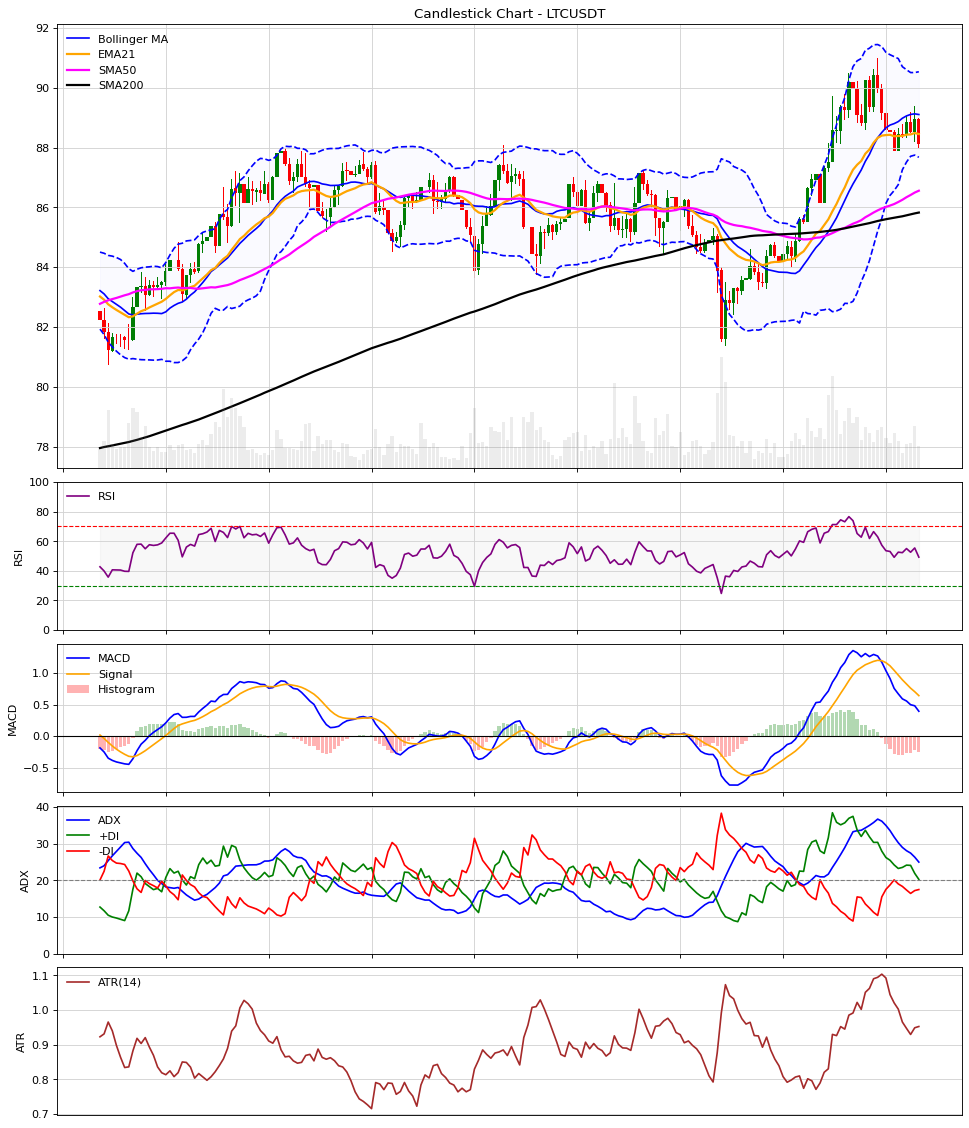 Candlestick Chart - LTCUSDT
92
90
88
86
84
82
80
78
Bollinger MA
EMA21
SMA50
SMA200
100
80
60
40
20
0
RSI
RSI
1.0
0.5
0.0
−0.5
MACD
MACD
Signal
Histogram
40
30
20
10
0
ADX
ADX
+DI
-DI
1.1
1.0
0.9
0.8
0.7
ATR
ATR(14)